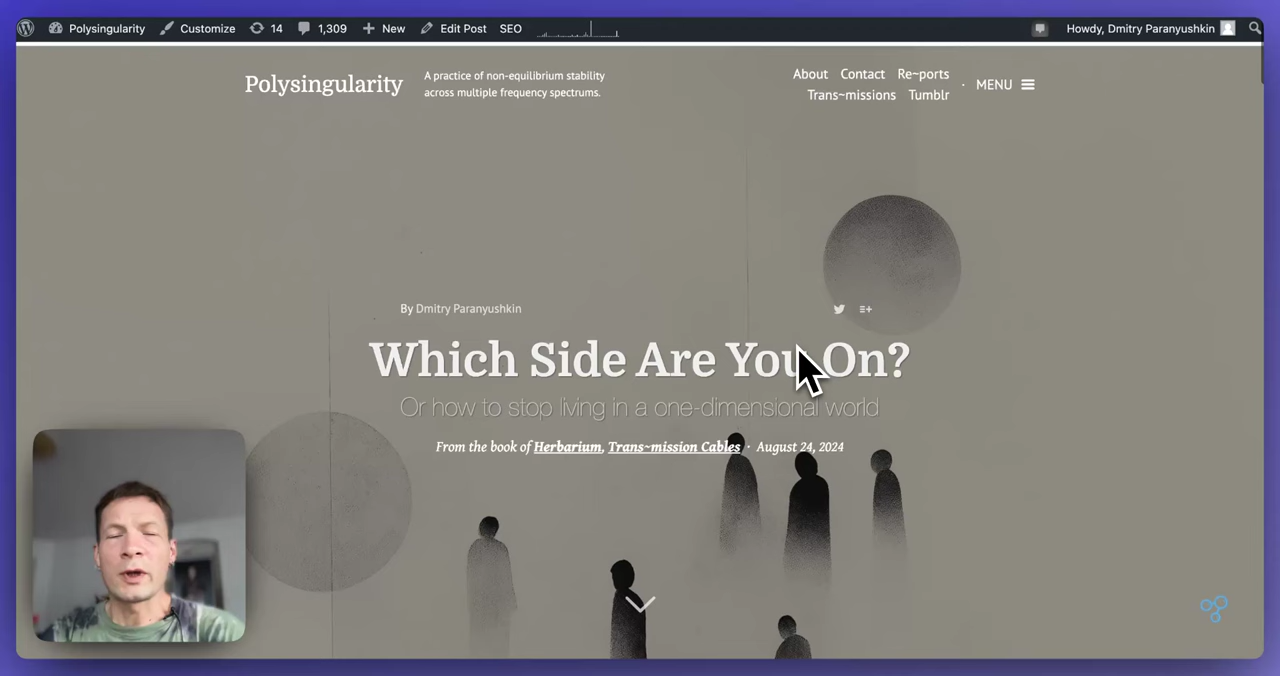 Polysingularity Customize 14 1,309 New Edit Post SEO Howdy, Dmitry Paranyushkin
Polysingularity
A practice of non-equilibrium stability
across multiple frequency spectrums.
About Contact Re~ports
Trans~missions Tumblr
· MENU
By Dmitry Paranyushkin
Which Side Are You On?
Or how to stop living in a one-dimensional world
From the book of Herbarium, Trans~mission Cables · August 24, 2024